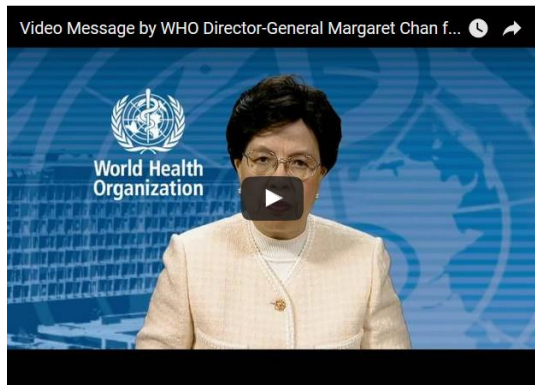 Video Message by WHO Director-General Margaret Chan f...
World Health
Organization